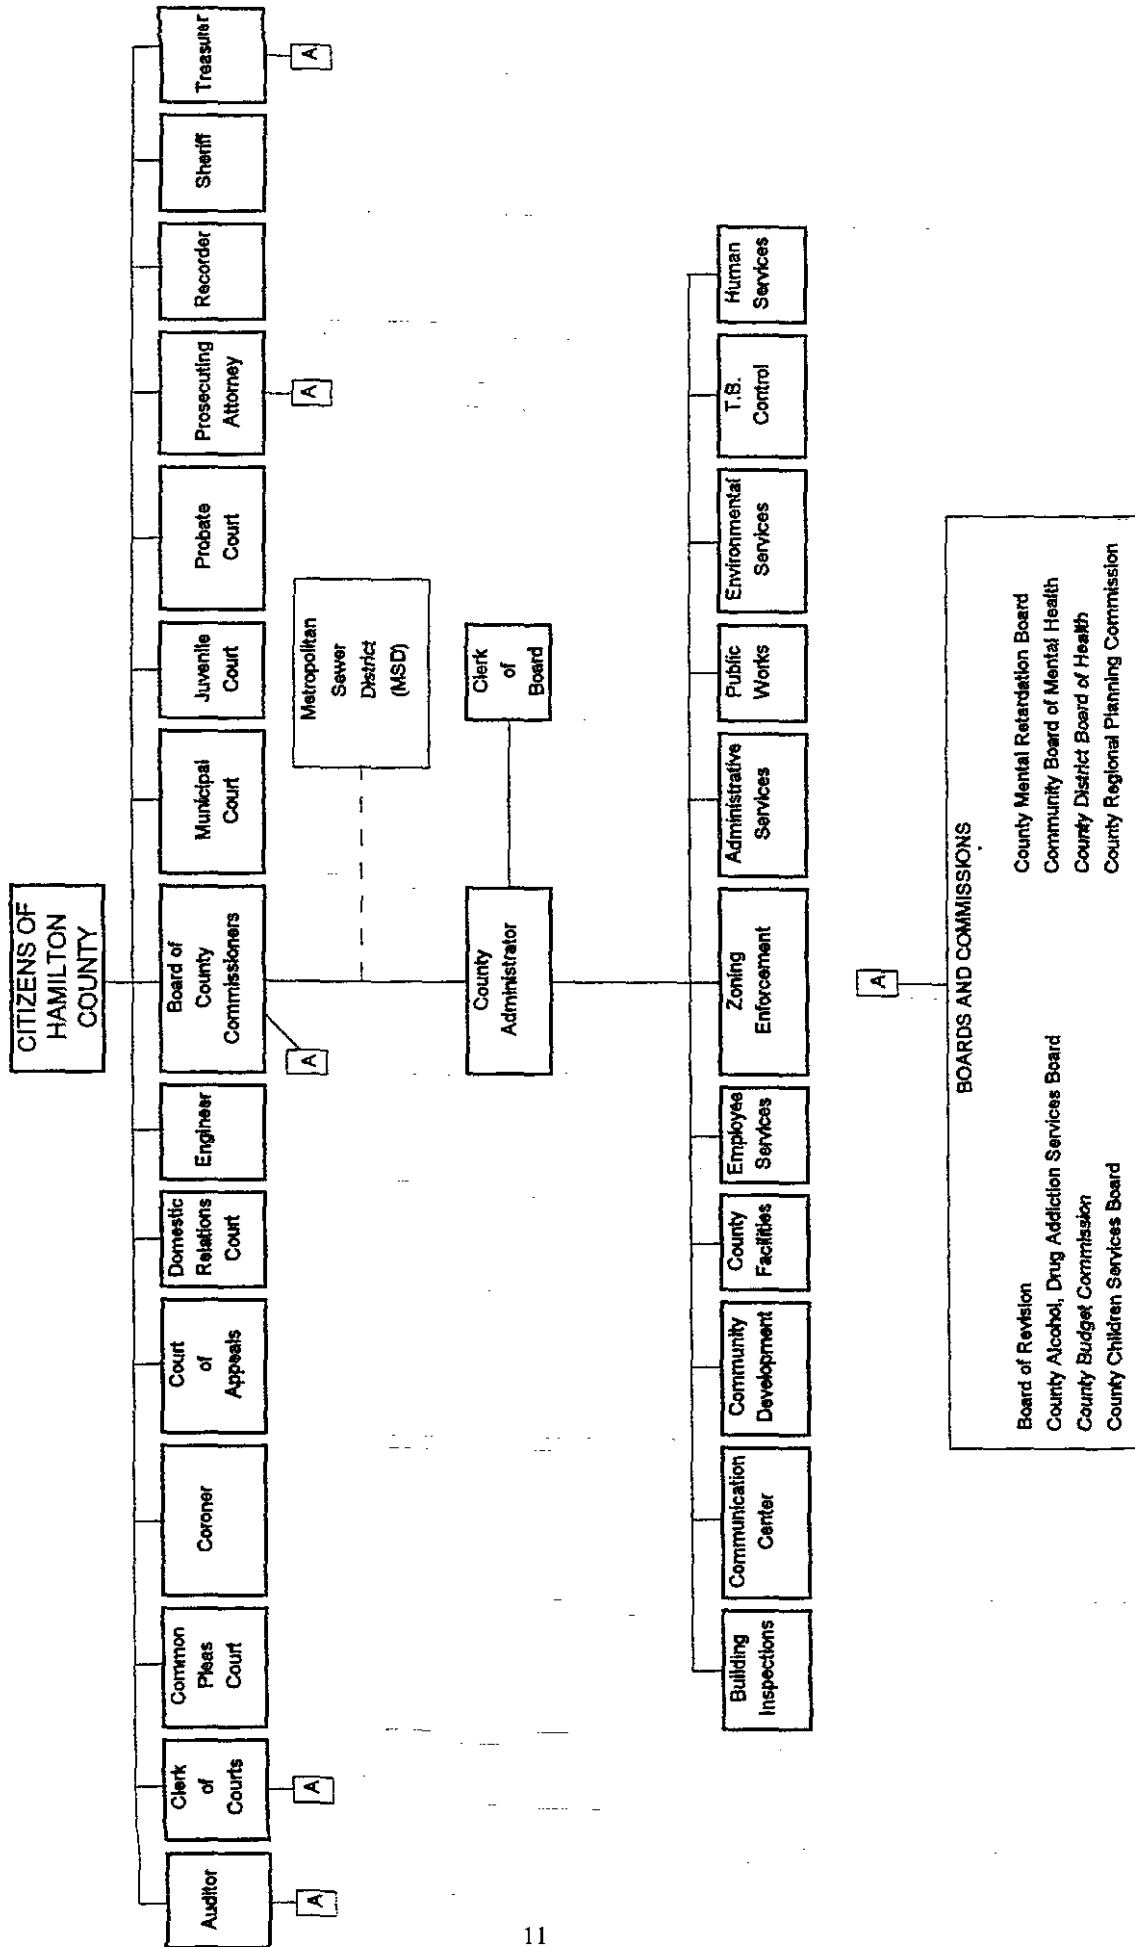 CITIZENS OF
HAMILTON
COUNTY
Auditor
A
Clerk
of
Courts
A
Common
Pleas
Court
Coroner
Court
of
Appeals
Domestic
Relations
Court
Engineer
Board of
County
Commissioners
A
Municipal
Court
Juvenile
Court
Probate
Court
Prosecuting
Attorney
A
Recorder
Sheriff
Treasurer
A
Metropolitan
Sewer
District
(MSD)
County
Administrator
Clerk
of
Board
Building
Inspections
Communication
Center
Community
Development
County
Facilities
Employee
Services
Zoning
Enforcement
Administrative
Services
Public
Works
Environmental
Services
T.B.
Control
Human
Services
A
BOARDS AND COMMISSIONS
Board of Revision
County Alcohol, Drug Addiction Services Board
County Budget Commission
County Children Services Board
County Mental Retardation Board
Community Board of Mental Health
County District Board of Health
County Regional Planning Commission
11